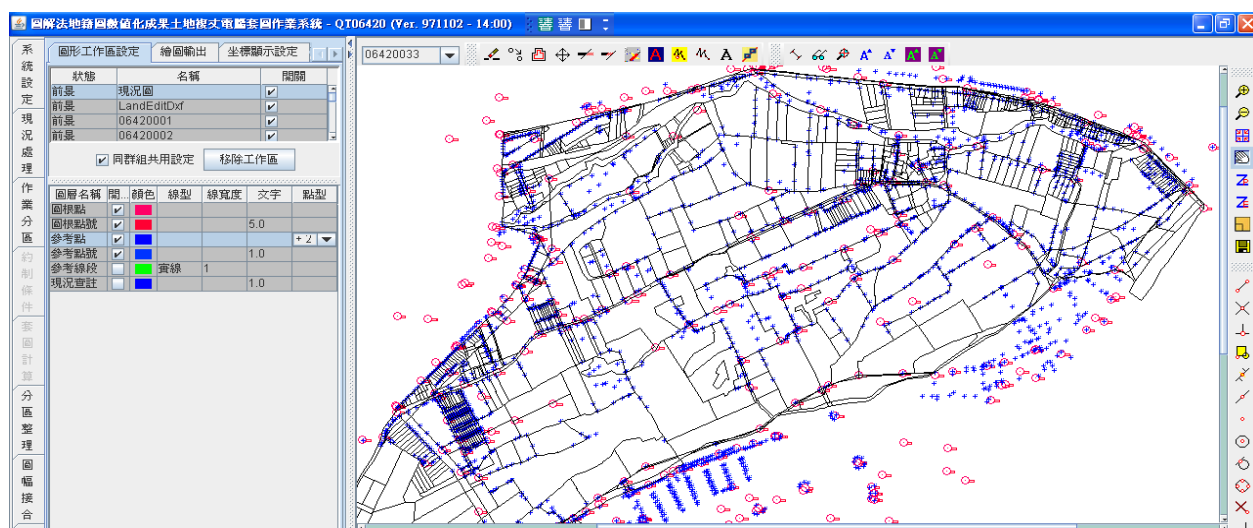 圖解法地籍圖數值化成果土地複丈電腦套圖作業系統 - QT06420 (Ver. 971102 - 14:00)
系統設定
現況處理
作業分區
約制條件
套圖計算
分區整理
圖幅接合
圖形工作區設定 繪圖輸出 坐標顯示設定
狀態 名稱 開關
前景 現況圖
前景 LandEditDxf
前景 06420001
前景 06420002
同群組共用設定 移除工作區
圖層名稱 開... 顏色 線型 線寬度 文字 點型
圖根點
圖根點號 5.0
參考點 + 2
參考點號 1.0
參考線段 實線 1
現況查註 1.0
06420033